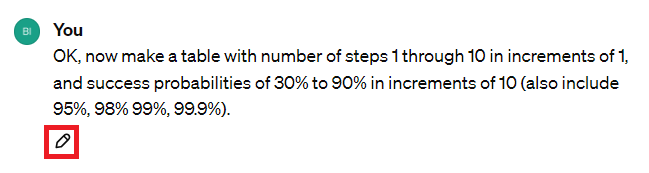 BI
You
OK, now make a table with number of steps 1 through 10 in increments of 1,
and success probabilities of 30% to 90% in increments of 10 (also include
95%, 98% 99%, 99.9%).